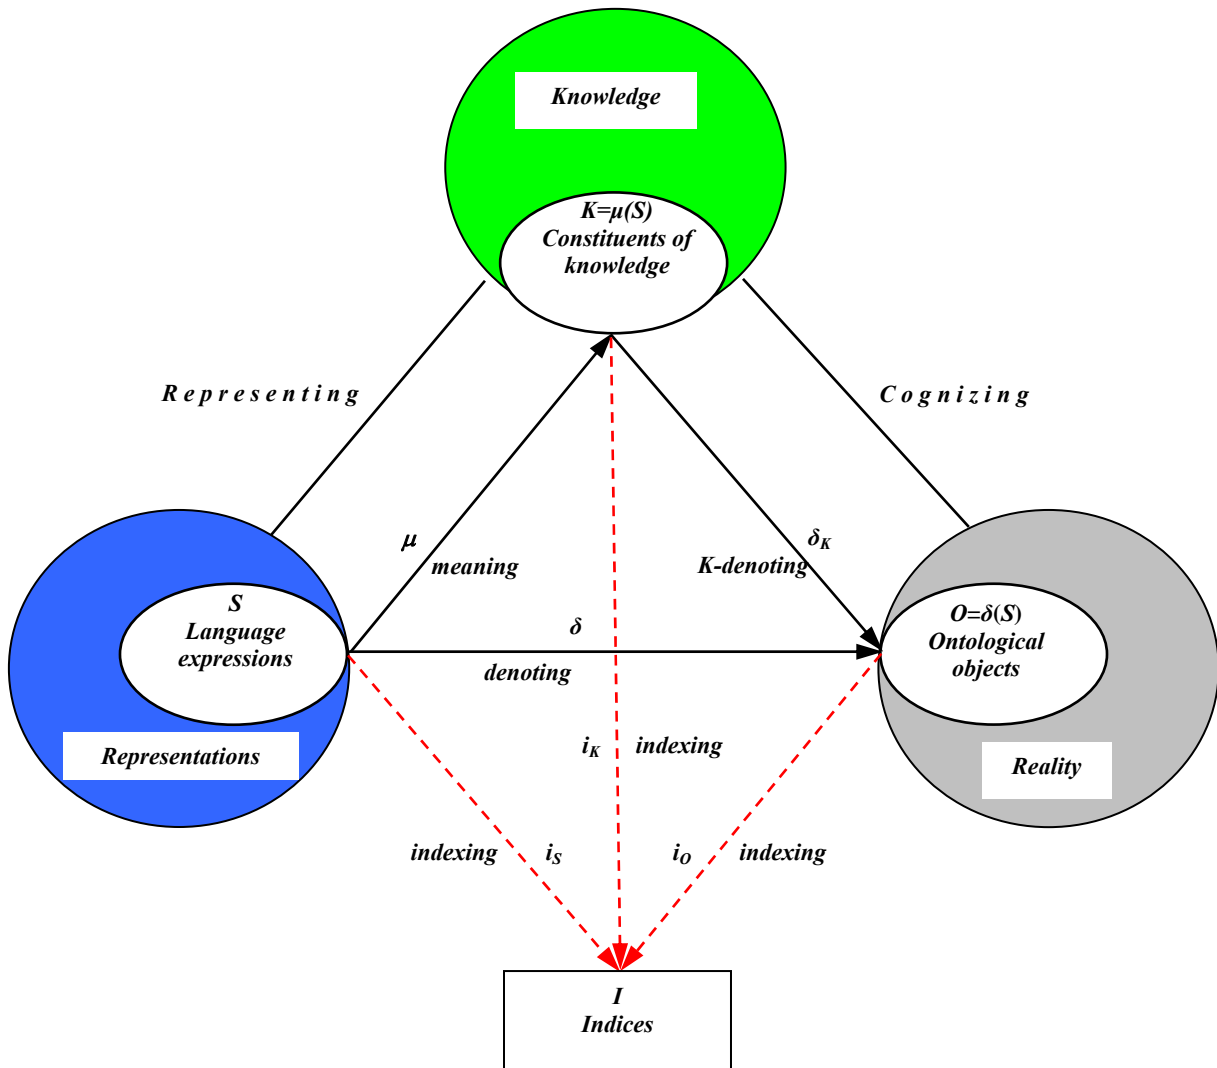 Knowledge
K=μ(S)
Constituents of
knowledge
Representing
Cognizing
μ
meaning
δK
K-denoting
S
Language
expressions
δ
denoting
O=δ(S)
Ontological
objects
Representations
iK indexing
Reality
indexing iS
iO indexing
I
Indices